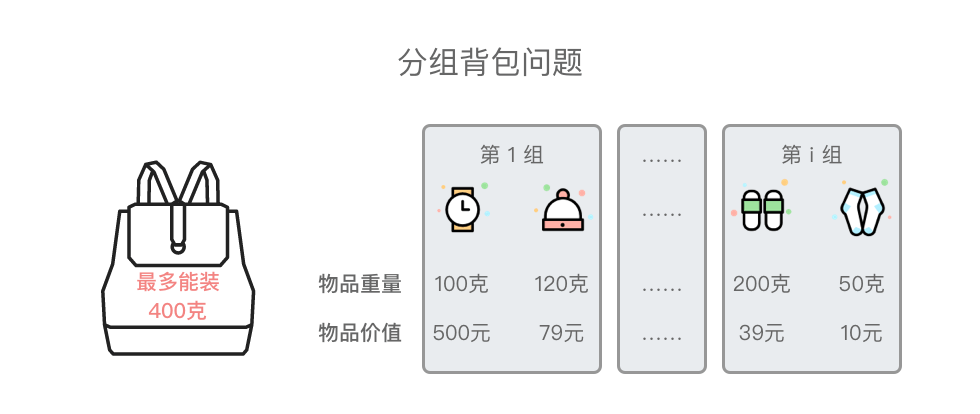 分组背包问题
第 1 组
……
第 i 组
……
最多能装
400克
物品重量 100克 120克 …… 200克 50克
物品价值 500元 79元 …… 39元 10元